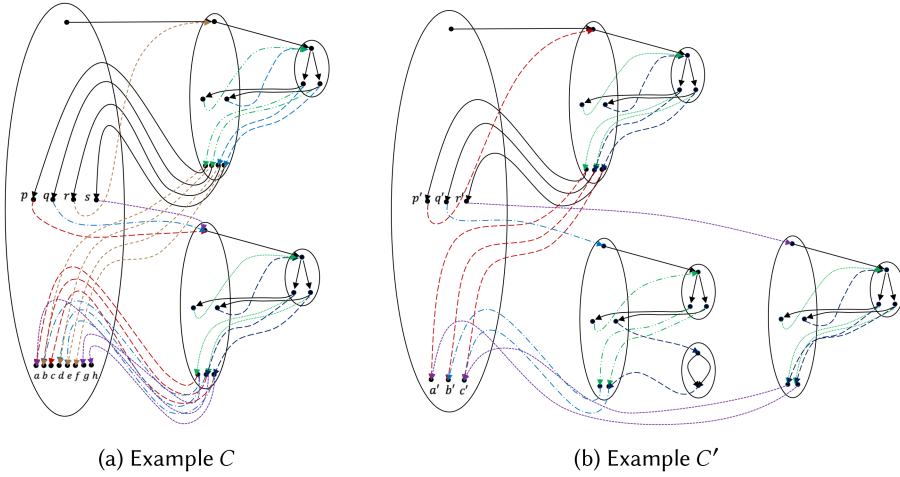 p q r s
p′ q′ r′
a b c d e f g h
a′ b′ c′
(a) Example C
(b) Example C′